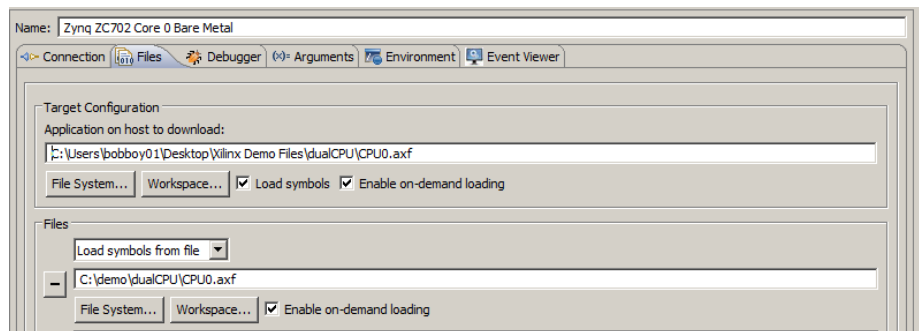 Name: Zynq ZC702 Core 0 Bare Metal
Connection Files Debugger (x)= Arguments Environment Event Viewer
Target Configuration
Application on host to download:
C:\Users\bobboy01\Desktop\Xilinx Demo Files\dualCPU\CPU0.axf
File System... Workspace... Load symbols Enable on-demand loading
Files
Load symbols from file
C:\demo\dualCPU\CPU0.axf
File System... Workspace... Enable on-demand loading